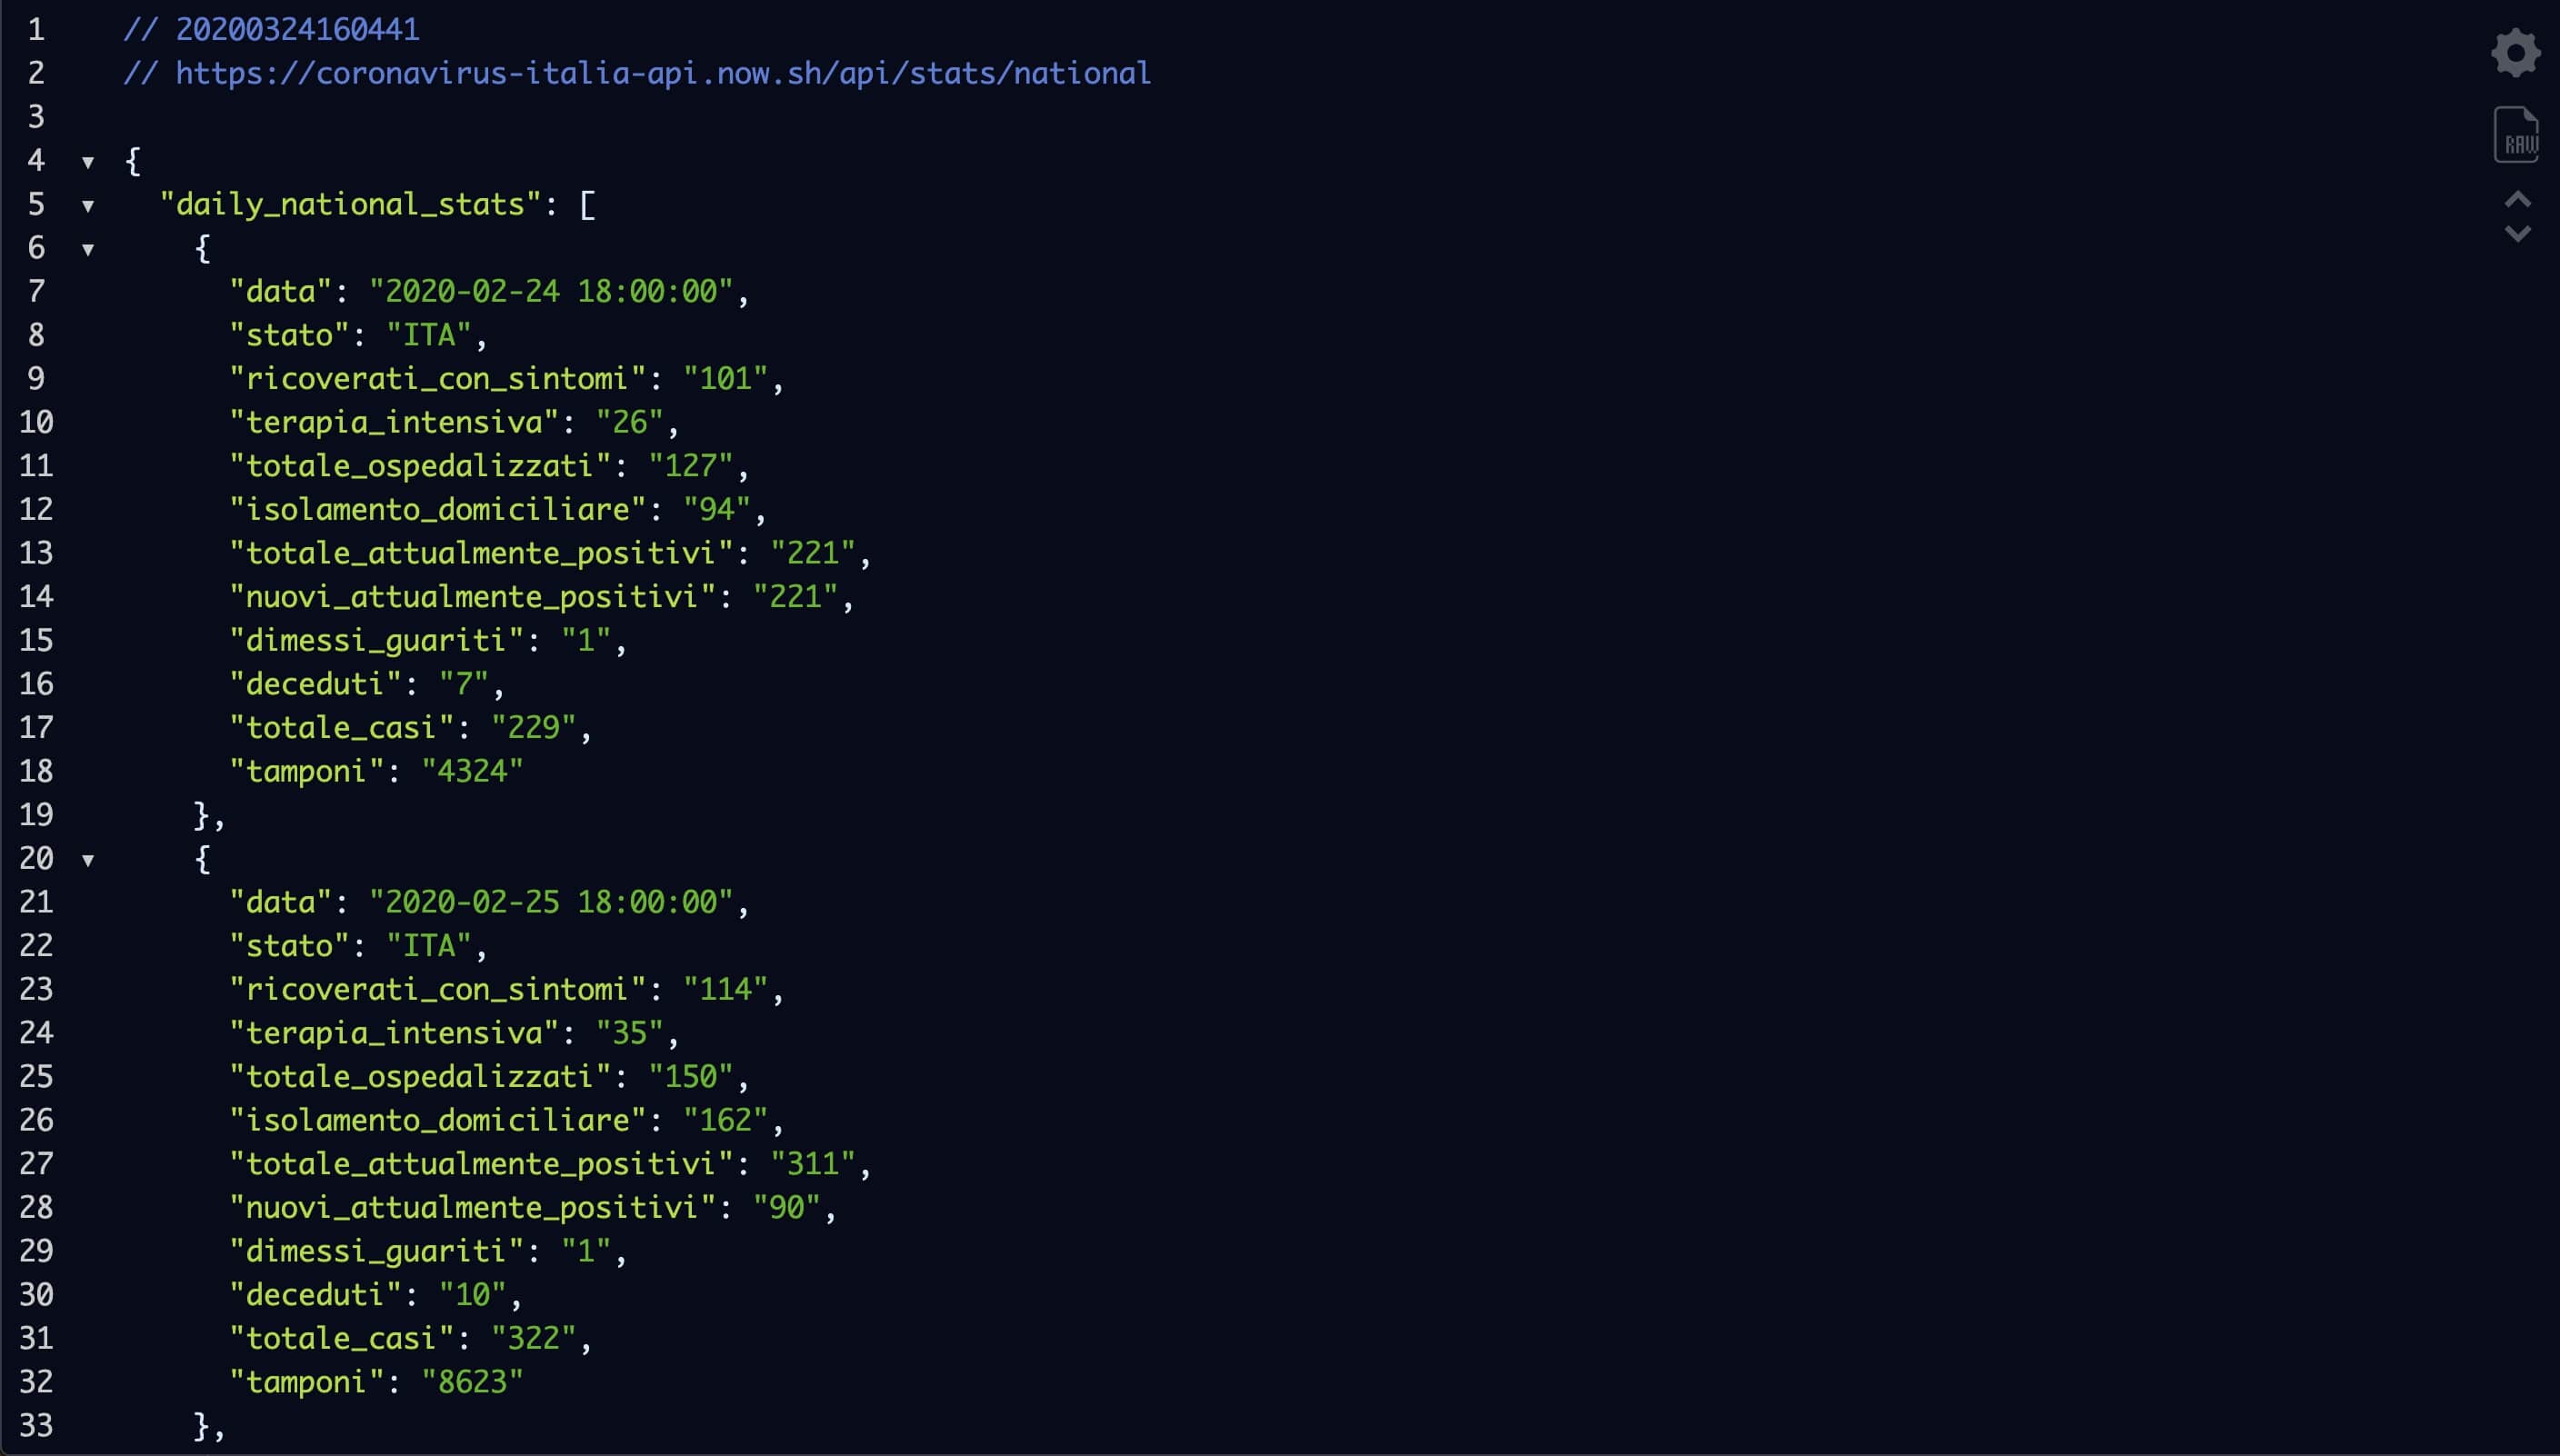 1 // 20200324160441
2 // https://coronavirus-italia-api.now.sh/api/stats/national
3
4 {
5 "daily_national_stats": [
6 {
7 "data": "2020-02-24 18:00:00",
8 "stato": "ITA",
9 "ricoverati_con_sintomi": "101",
10 "terapia_intensiva": "26",
11 "totale_ospedalizzati": "127",
12 "isolamento_domiciliare": "94",
13 "totale_attualmente_positivi": "221",
14 "nuovi_attualmente_positivi": "221",
15 "dimessi_guariti": "1",
16 "deceduti": "7",
17 "totale_casi": "229",
18 "tamponi": "4324"
19 },
20 {
21 "data": "2020-02-25 18:00:00",
22 "stato": "ITA",
23 "ricoverati_con_sintomi": "114",
24 "terapia_intensiva": "35",
25 "totale_ospedalizzati": "150",
26 "isolamento_domiciliare": "162",
27 "totale_attualmente_positivi": "311",
28 "nuovi_attualmente_positivi": "90",
29 "dimessi_guariti": "1",
30 "deceduti": "10",
31 "totale_casi": "322",
32 "tamponi": "8623"
33 },
RAW